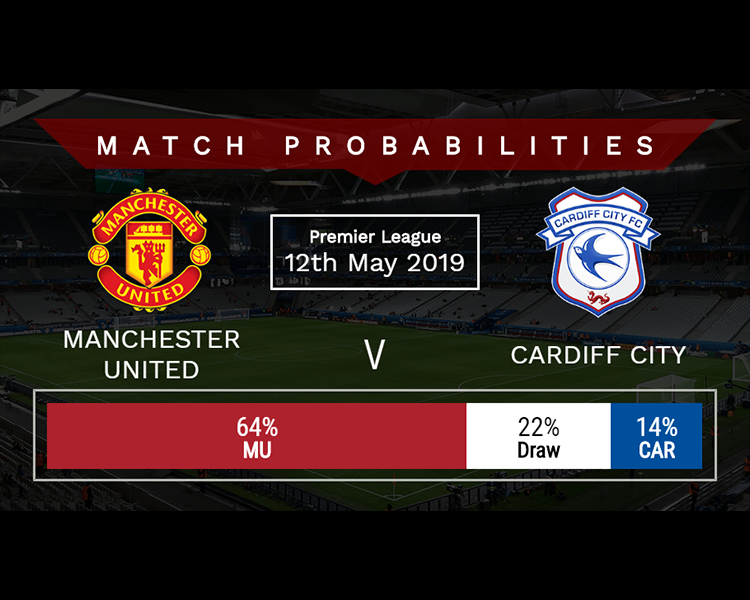 MATCH PROBABILITIES
MANCHESTER
UNITED
Premier League
12th May 2019
CARDIFF CITY FC
MANCHESTER
UNITED
V
CARDIFF CITY
64%
MU
22%
Draw
14%
CAR